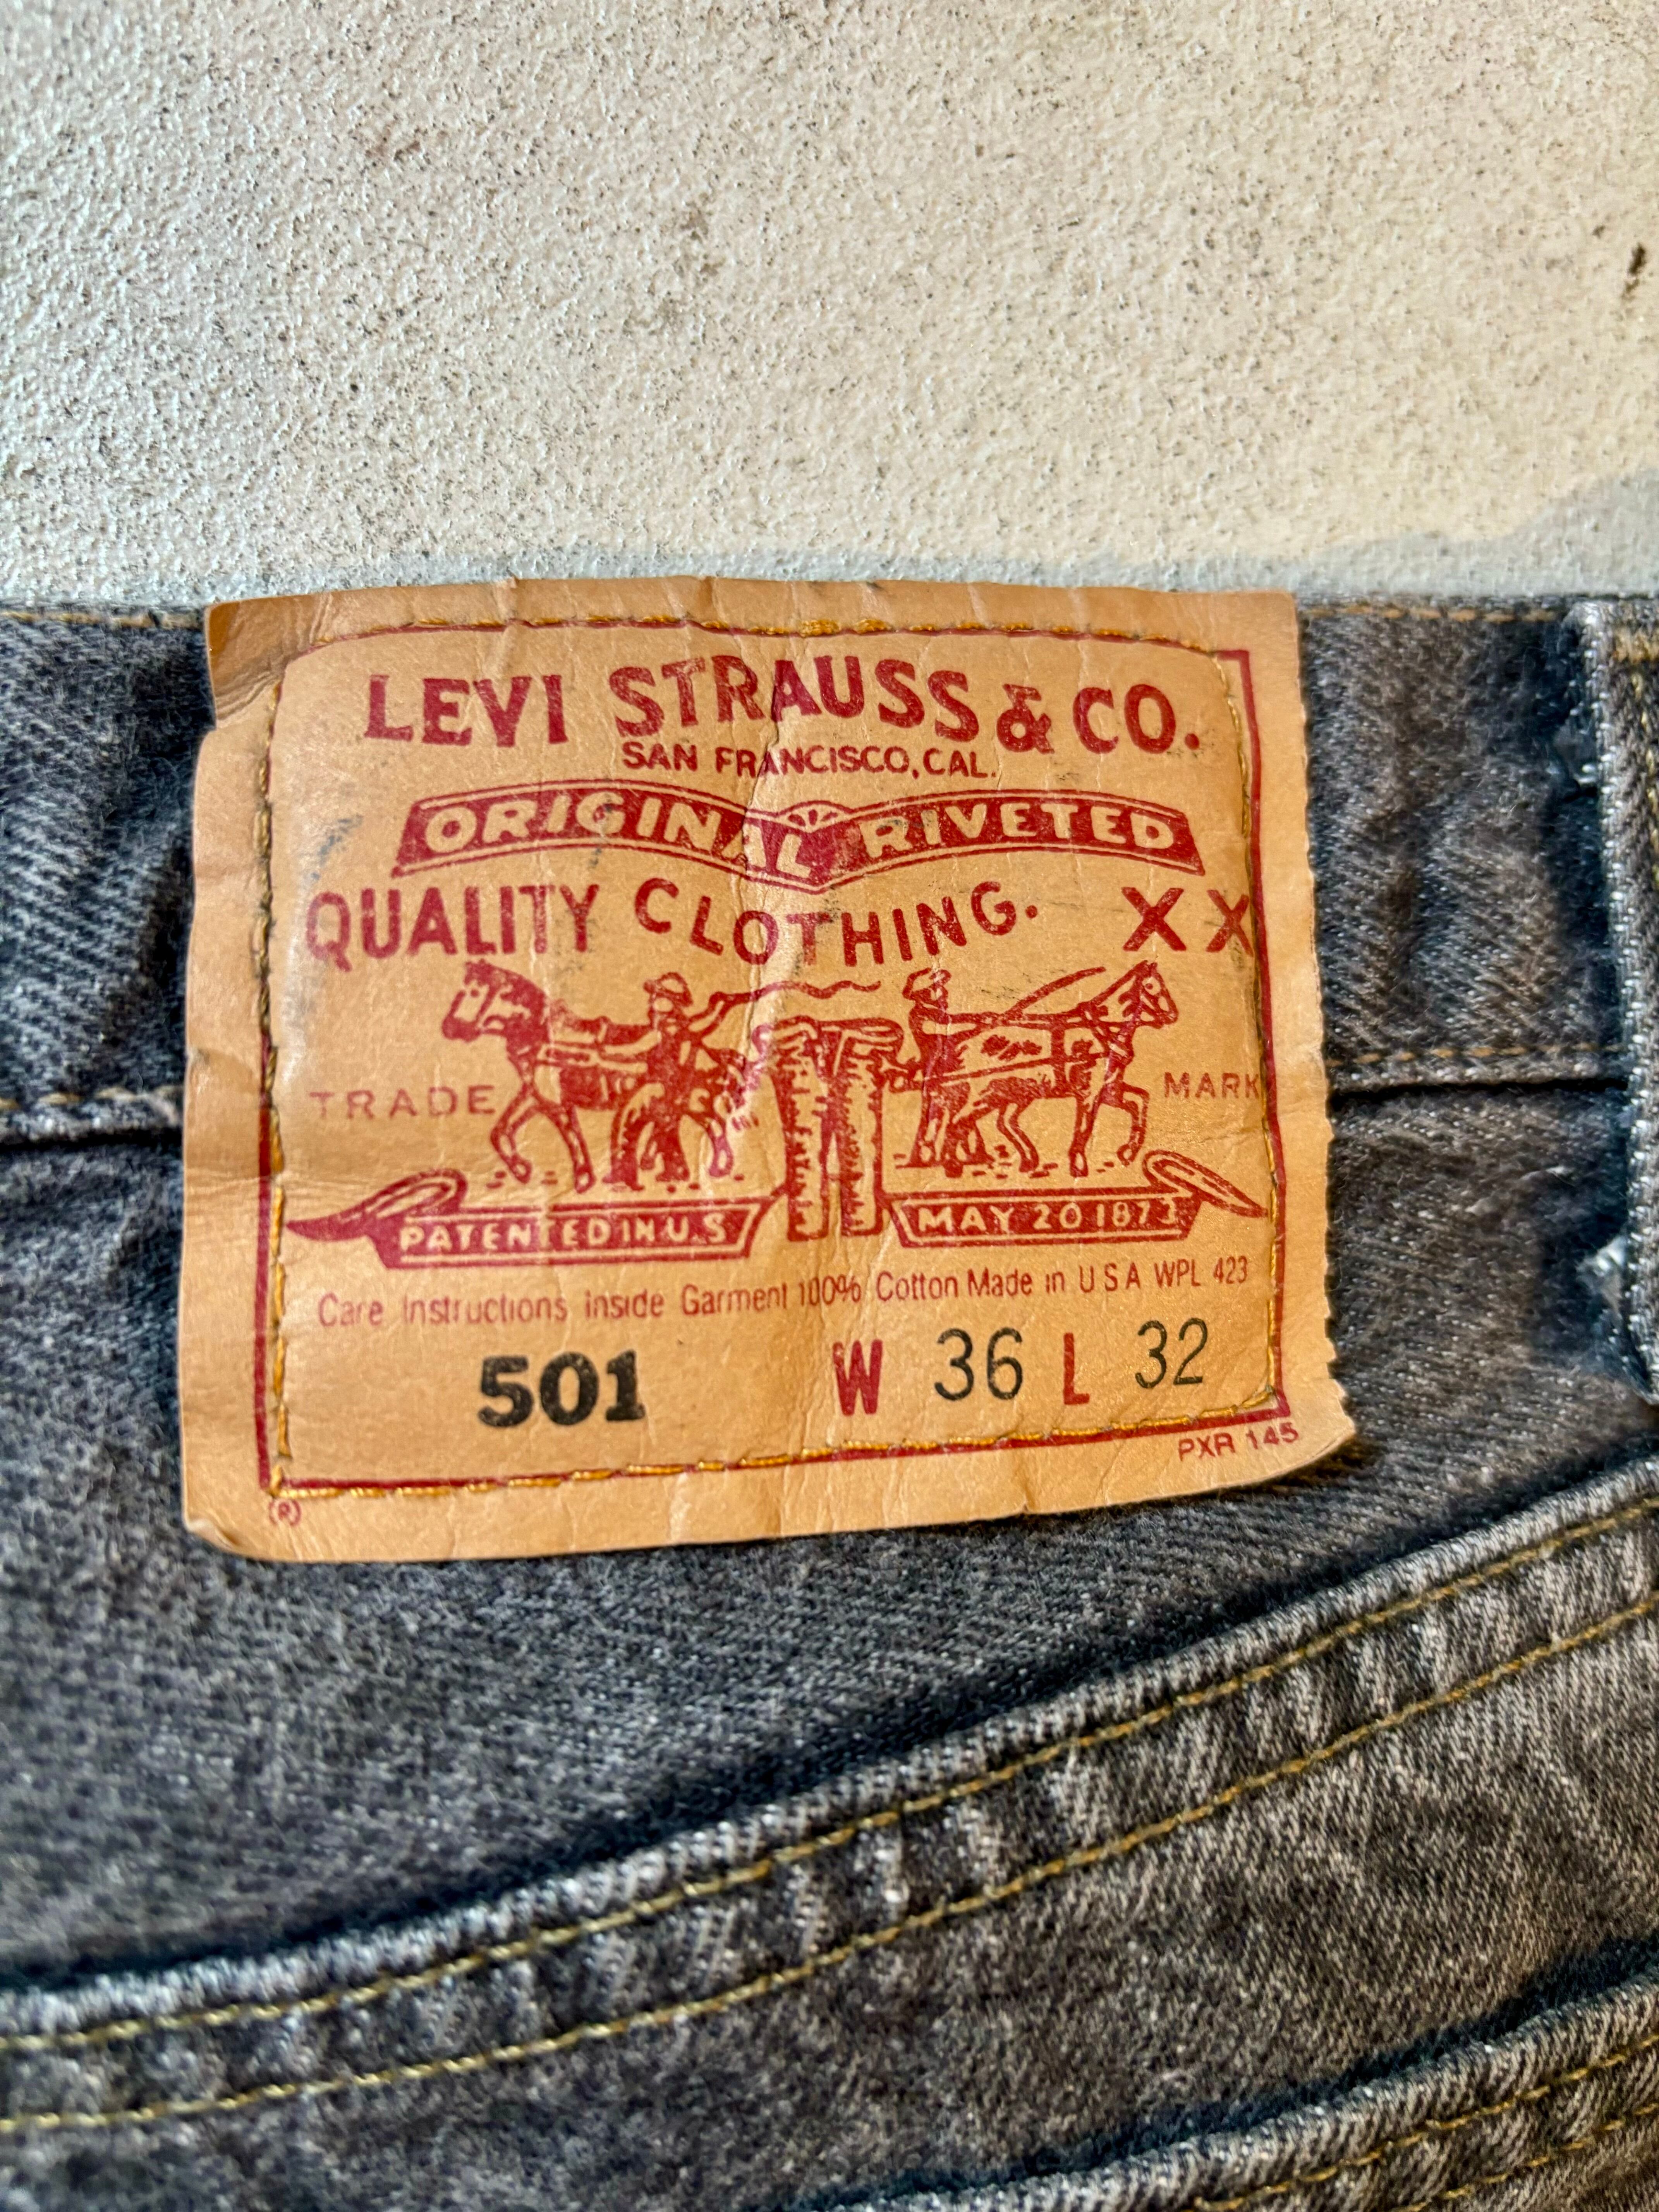 LEVI STRAUSS & CO.
SAN FRANCISCO, CAL.
ORIGINAL RIVETED
QUALITY CLOTHING. XX
TRADE MARK
PATENTED IN U.S MAY 20 1873
Care Instructions Inside Garment 100% Cotton Made in U S A WPL 423
501 W 36 L 32
PXR 145
®